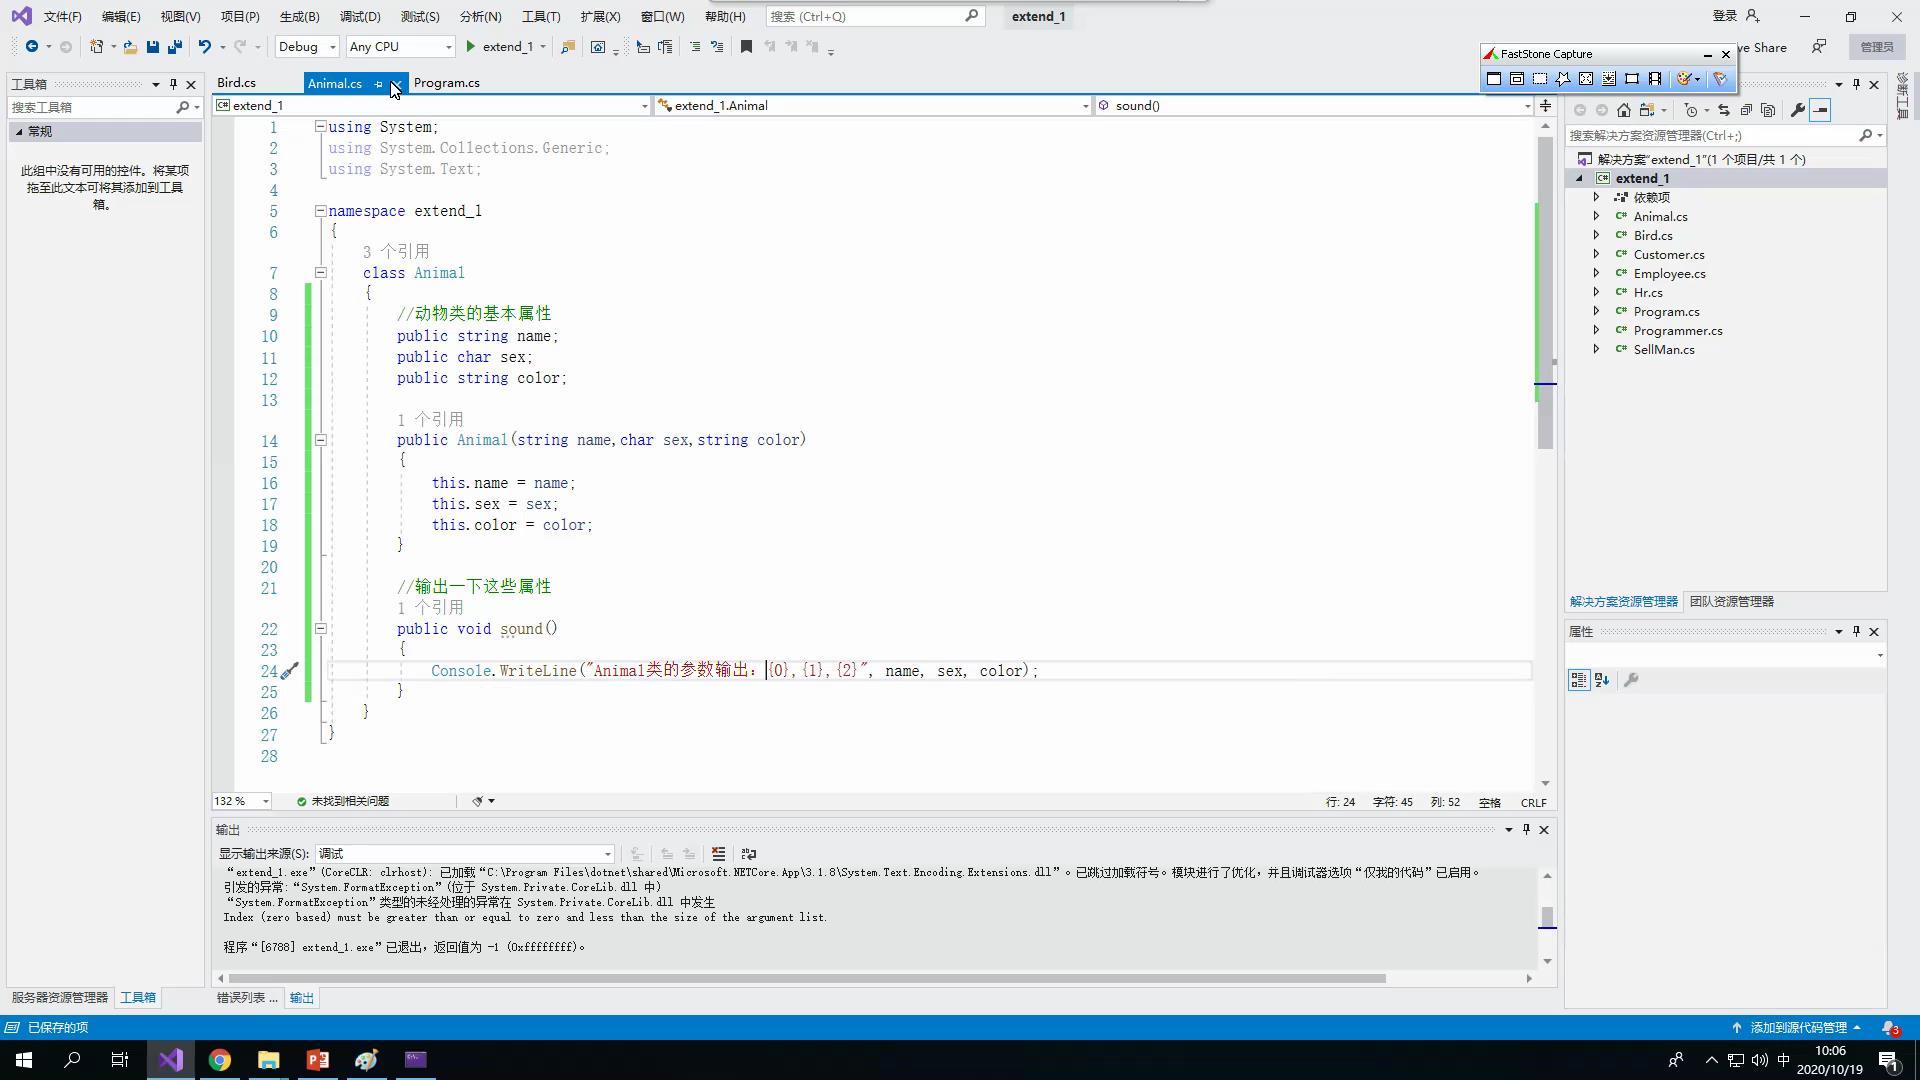 文件(F) 编辑(E) 视图(V) 项目(P) 生成(B) 调试(D) 测试(S) 分析(N) 工具(T) 扩展(X) 窗口(W) 帮助(H) 搜索 (Ctrl+Q) extend_1 登录
Debug Any CPU extend_1 ve Share 管理员
FastStone Capture
工具箱
搜索工具箱
常规
此组中没有可用的控件。将某项
拖至此文本可将其添加到工具
箱。
Bird.cs Animal.cs Program.cs
extend_1 extend_1.Animal sound()
1 using System;
2 using System.Collections.Generic;
3 using System.Text;
4
5 namespace extend_1
6 {
3 个引用
7 class Animal
8 {
9 //动物类的基本属性
10 public string name;
11 public char sex;
12 public string color;
13
1 个引用
14 public Animal(string name,char sex,string color)
15 {
16 this.name = name;
17 this.sex = sex;
18 this.color = color;
19 }
20
21 //输出一下这些属性
1 个引用
22 public void sound()
23 {
24 Console.WriteLine("Animal类的参数输出：{0},{1},{2}", name, sex, color);
25 }
26 }
27 }
28
132 % 未找到相关问题 行: 24 字符: 45 列: 52 空格 CRLF
输出
显示输出来源(S): 调试
“extend_1.exe”(CoreCLR: clrhost): 已加载“C:\Program Files\dotnet\shared\Microsoft.NETCore.App\3.1.8\System.Text.Encoding.Extensions.dll”。已跳过加载符号。模块进行了优化，并且调试器选项“仅我的代码”已启用。
引发的异常:“System.FormatException”(位于 System.Private.CoreLib.dll 中)
“System.FormatException”类型的未经处理的异常在 System.Private.CoreLib.dll 中发生
Index (zero based) must be greater than or equal to zero and less than the size of the argument list.
程序“[6788] extend_1.exe”已退出，返回值为 -1 (0xffffffff)。
服务器资源管理器 工具箱 错误列表 ... 输出
诊断工具
搜索解决方案资源管理器(Ctrl+;)
解决方案"extend_1"(1 个项目/共 1 个)
extend_1
依赖项
C# Animal.cs
C# Bird.cs
C# Customer.cs
C# Employee.cs
C# Hr.cs
C# Program.cs
C# Programmer.cs
C# SellMan.cs
解决方案资源管理器 团队资源管理器
属性
已保存的项 添加到源代码管理 3
中 10:06
2020/10/19 1